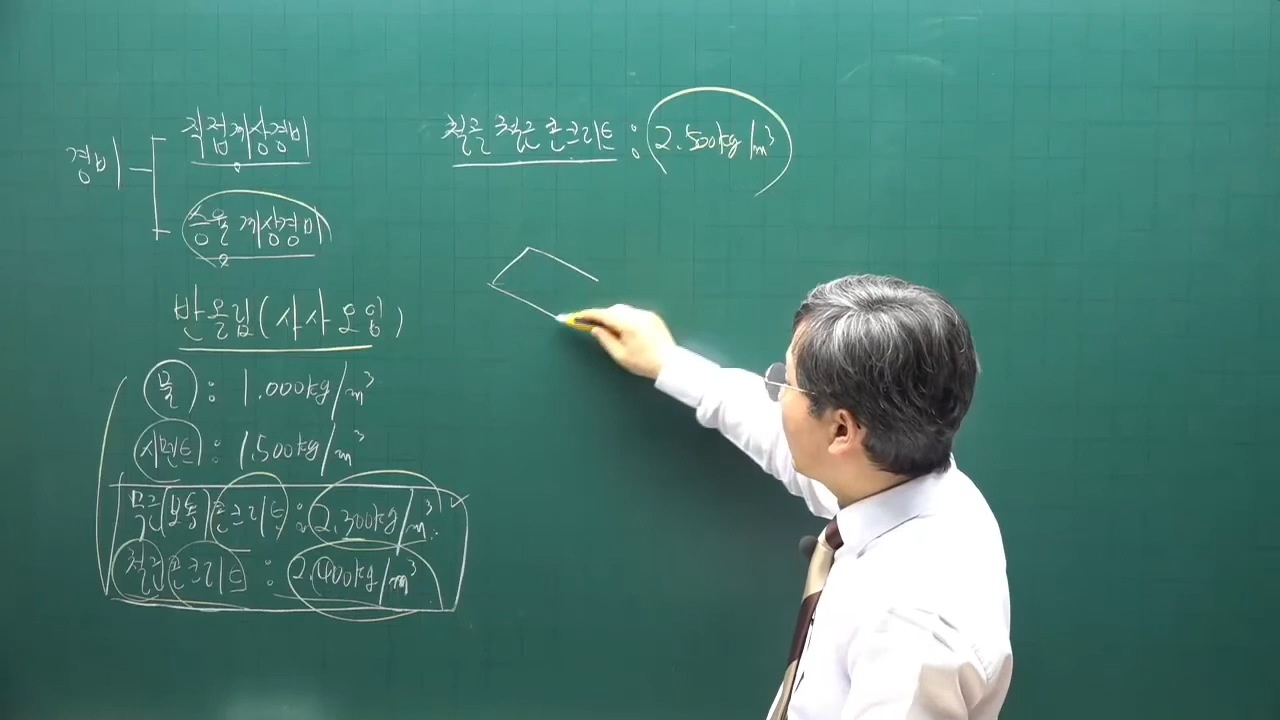 경비
직접계상경비
승율계상경비
반올림(사사오입)
물 : 1.000kg/m³
시멘트 : 1.500kg/m³
무근(보통)콘크리트 : 2.300kg/m³
철근콘크리트 : 2.400kg/m³
철골 철근 콘크리트 : 2.500kg/m³